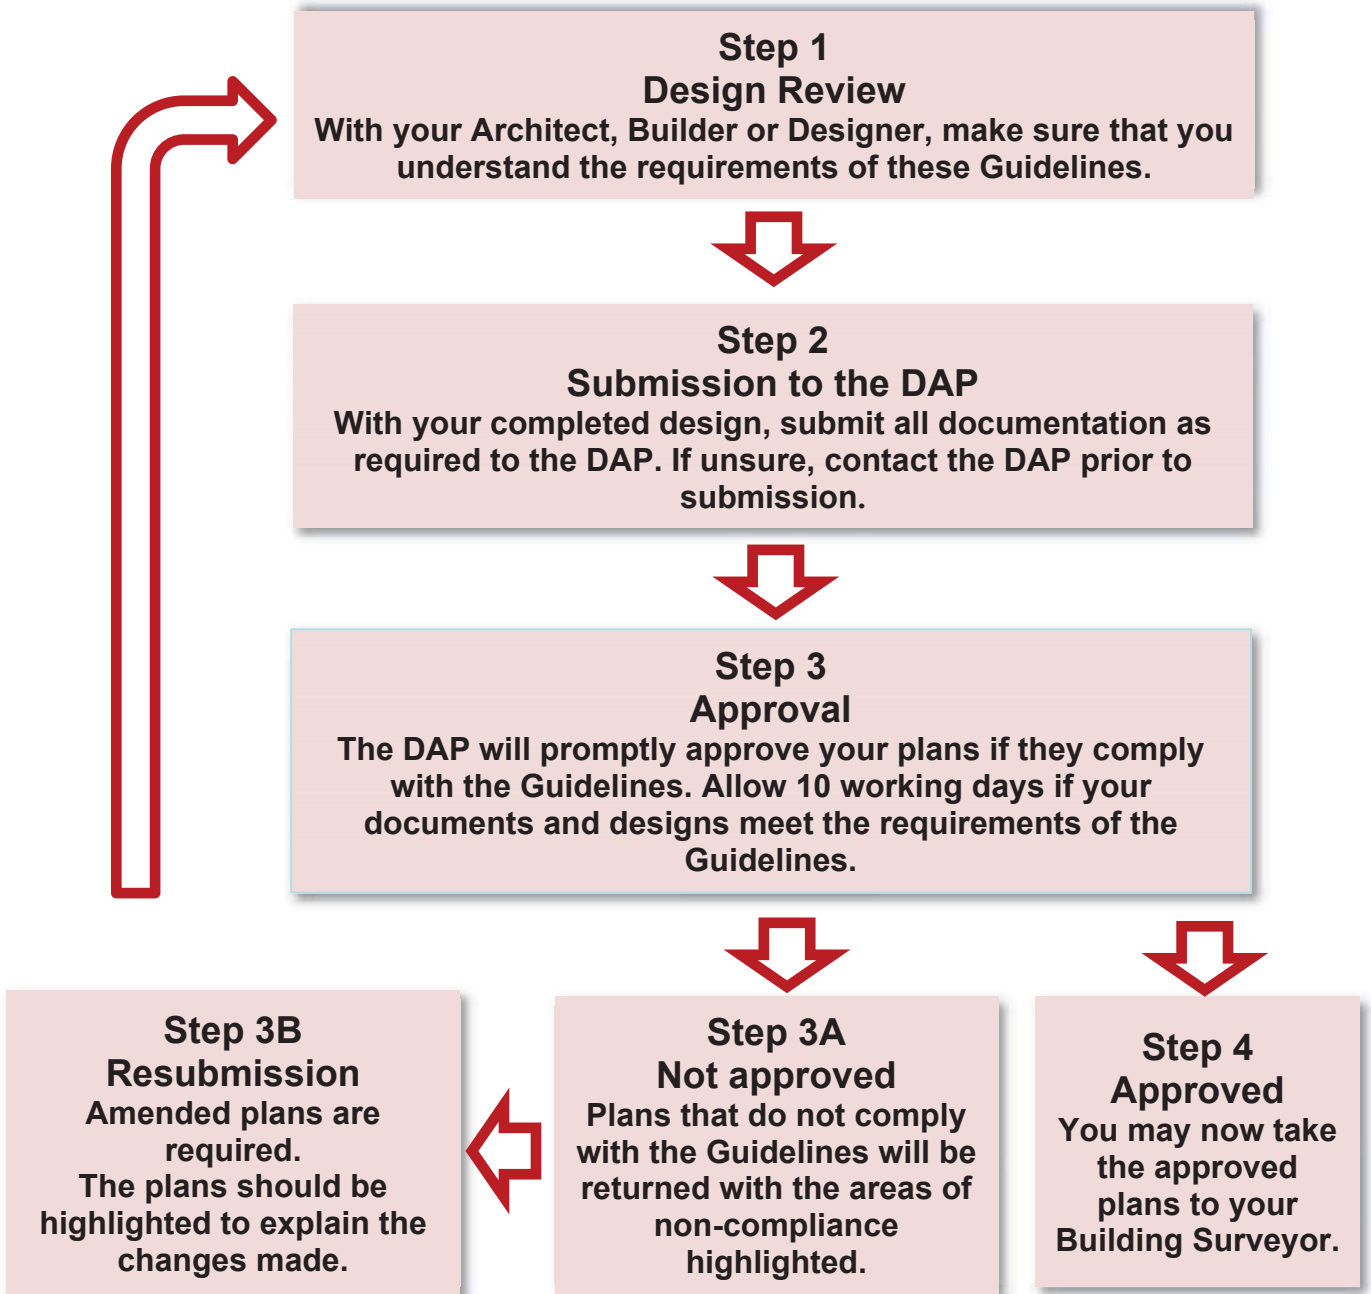 Step 1
Design Review
With your Architect, Builder or Designer, make sure that you
understand the requirements of these Guidelines.
Step 2
Submission to the DAP
With your completed design, submit all documentation as
required to the DAP. If unsure, contact the DAP prior to
submission.
Step 3
Approval
The DAP will promptly approve your plans if they comply
with the Guidelines. Allow 10 working days if your
documents and designs meet the requirements of the
Guidelines.
Step 3B
Resubmission
Amended plans are
required.
The plans should be
highlighted to explain the
changes made.
Step 3A
Not approved
Plans that do not comply
with the Guidelines will be
returned with the areas of
non-compliance
highlighted.
Step 4
Approved
You may now take
the approved
plans to your
Building Surveyor.